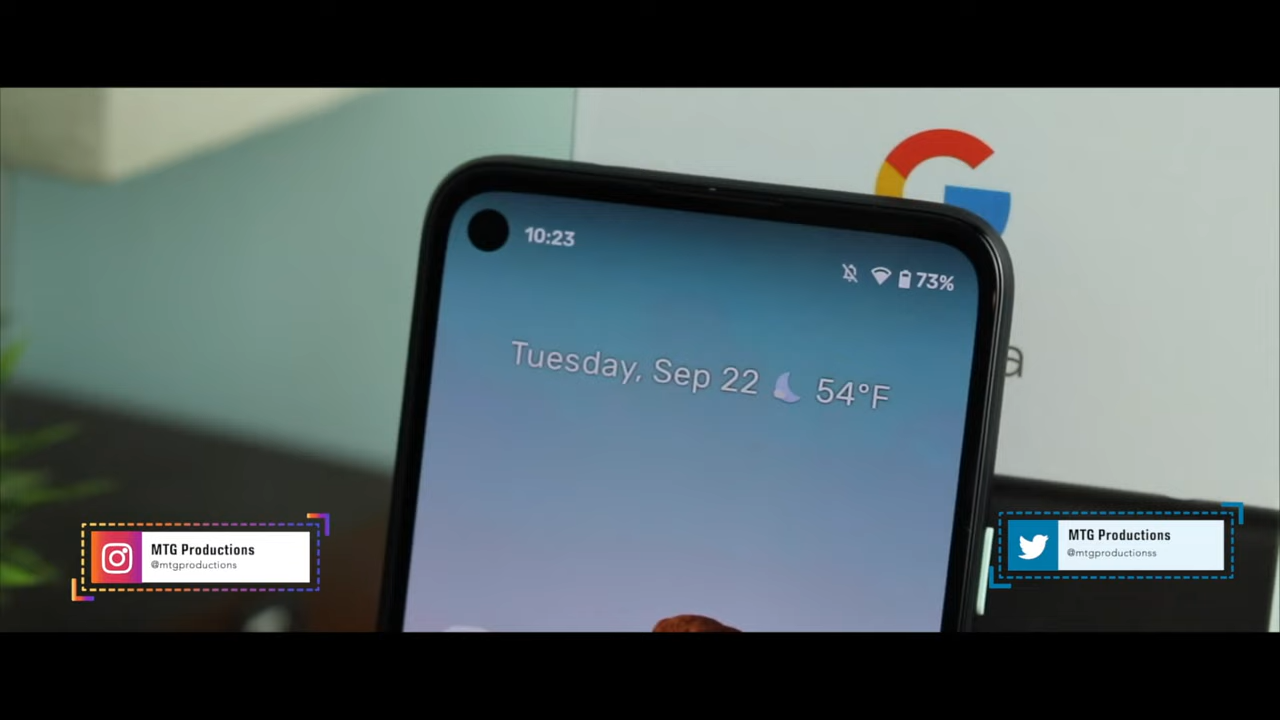 10:23
73%
Tuesday, Sep 22 54°F
a
MTG Productions
@mtgproductions
MTG Productions
@mtgproductionss